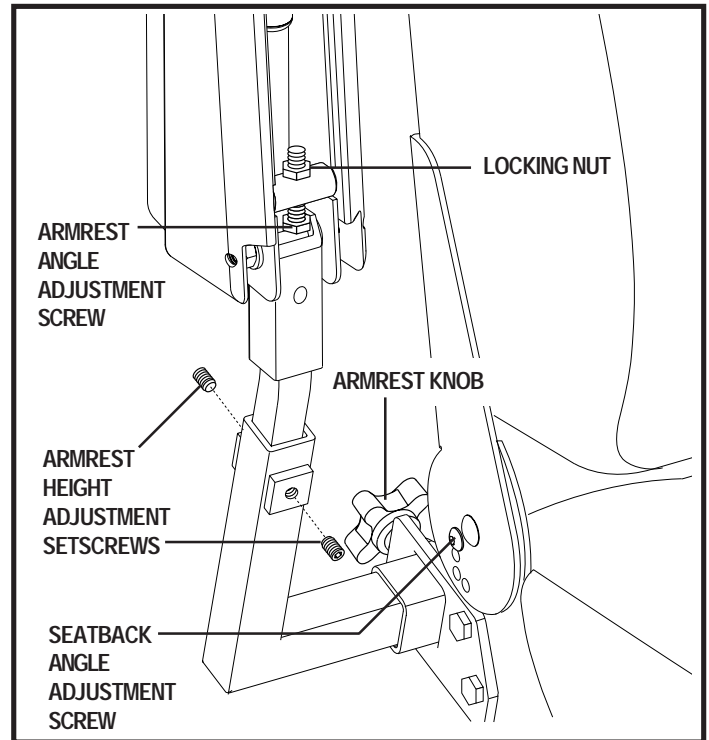 LOCKING NUT
ARMREST
ANGLE
ADJUSTMENT
SCREW
ARMREST KNOB
ARMREST
HEIGHT
ADJUSTMENT
SETSCREWS
SEATBACK
ANGLE
ADJUSTMENT
SCREW